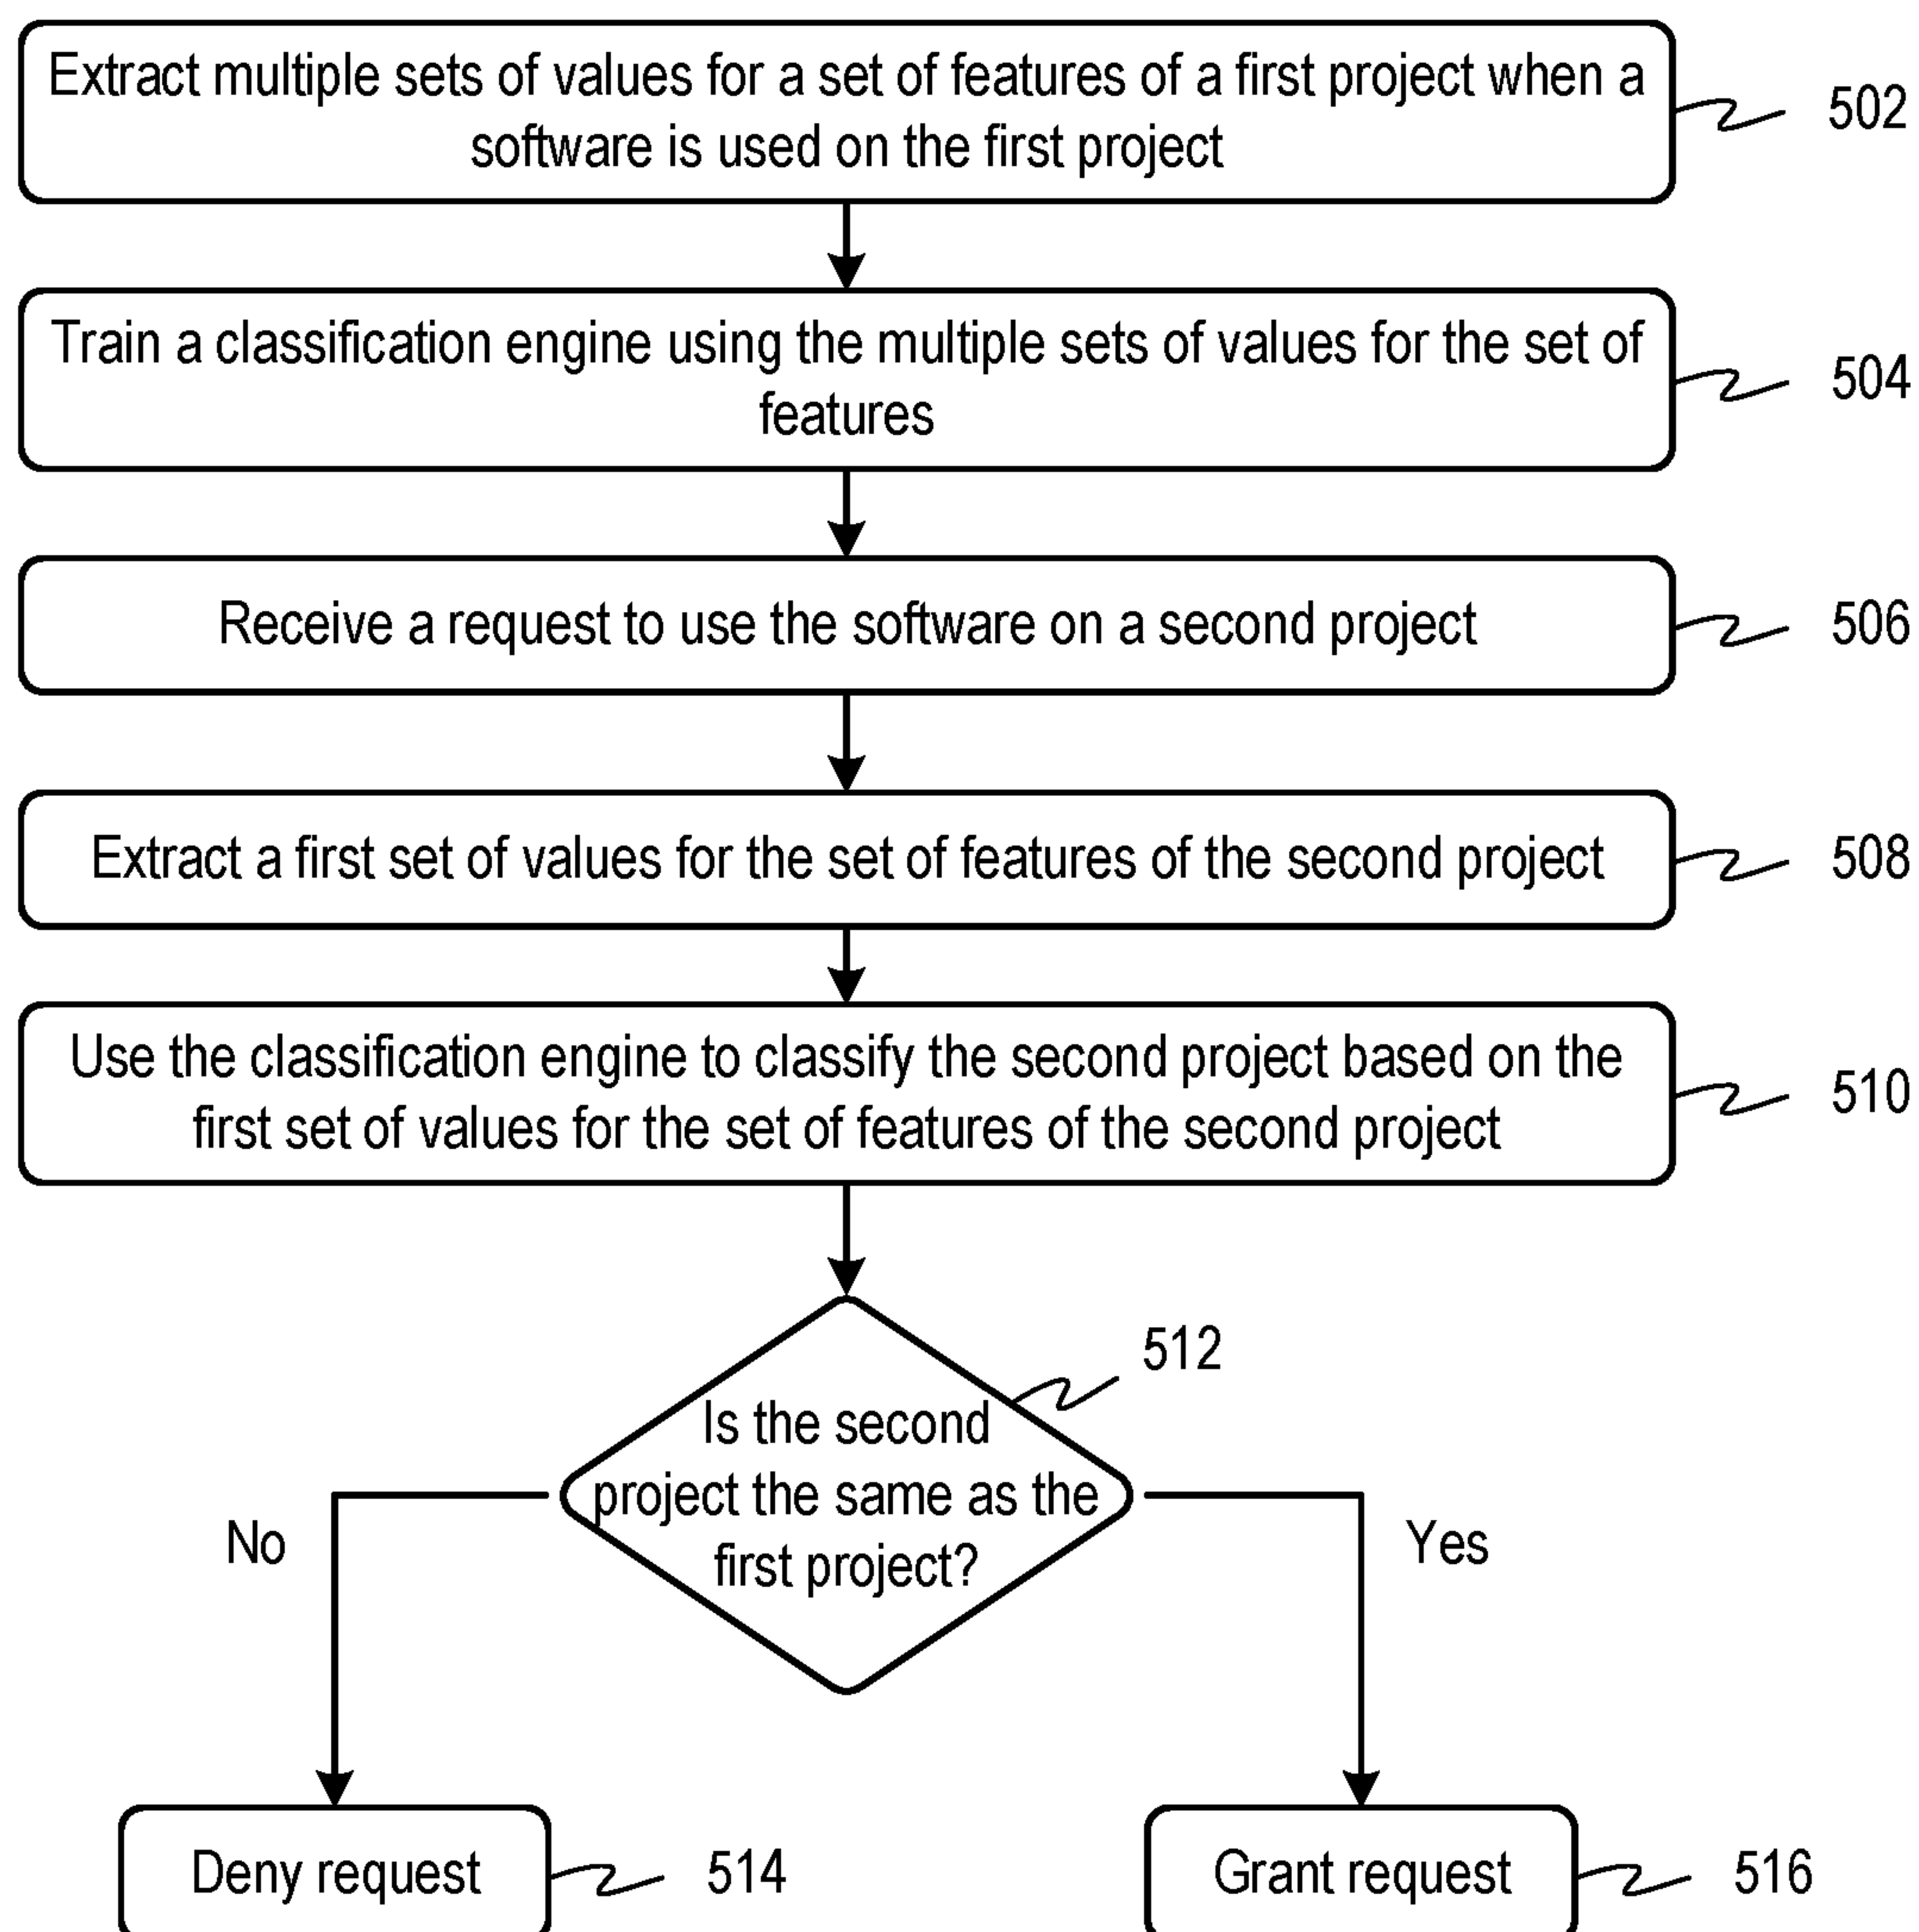 Extract multiple sets of values for a set of features of a first project when a
software is used on the first project
502
Train a classification engine using the multiple sets of values for the set of
features
504
Receive a request to use the software on a second project
506
Extract a first set of values for the set of features of the second project
508
Use the classification engine to classify the second project based on the
first set of values for the set of features of the second project
510
512
Is the second
project the same as the
first project?
No
Yes
Deny request
514
Grant request
516